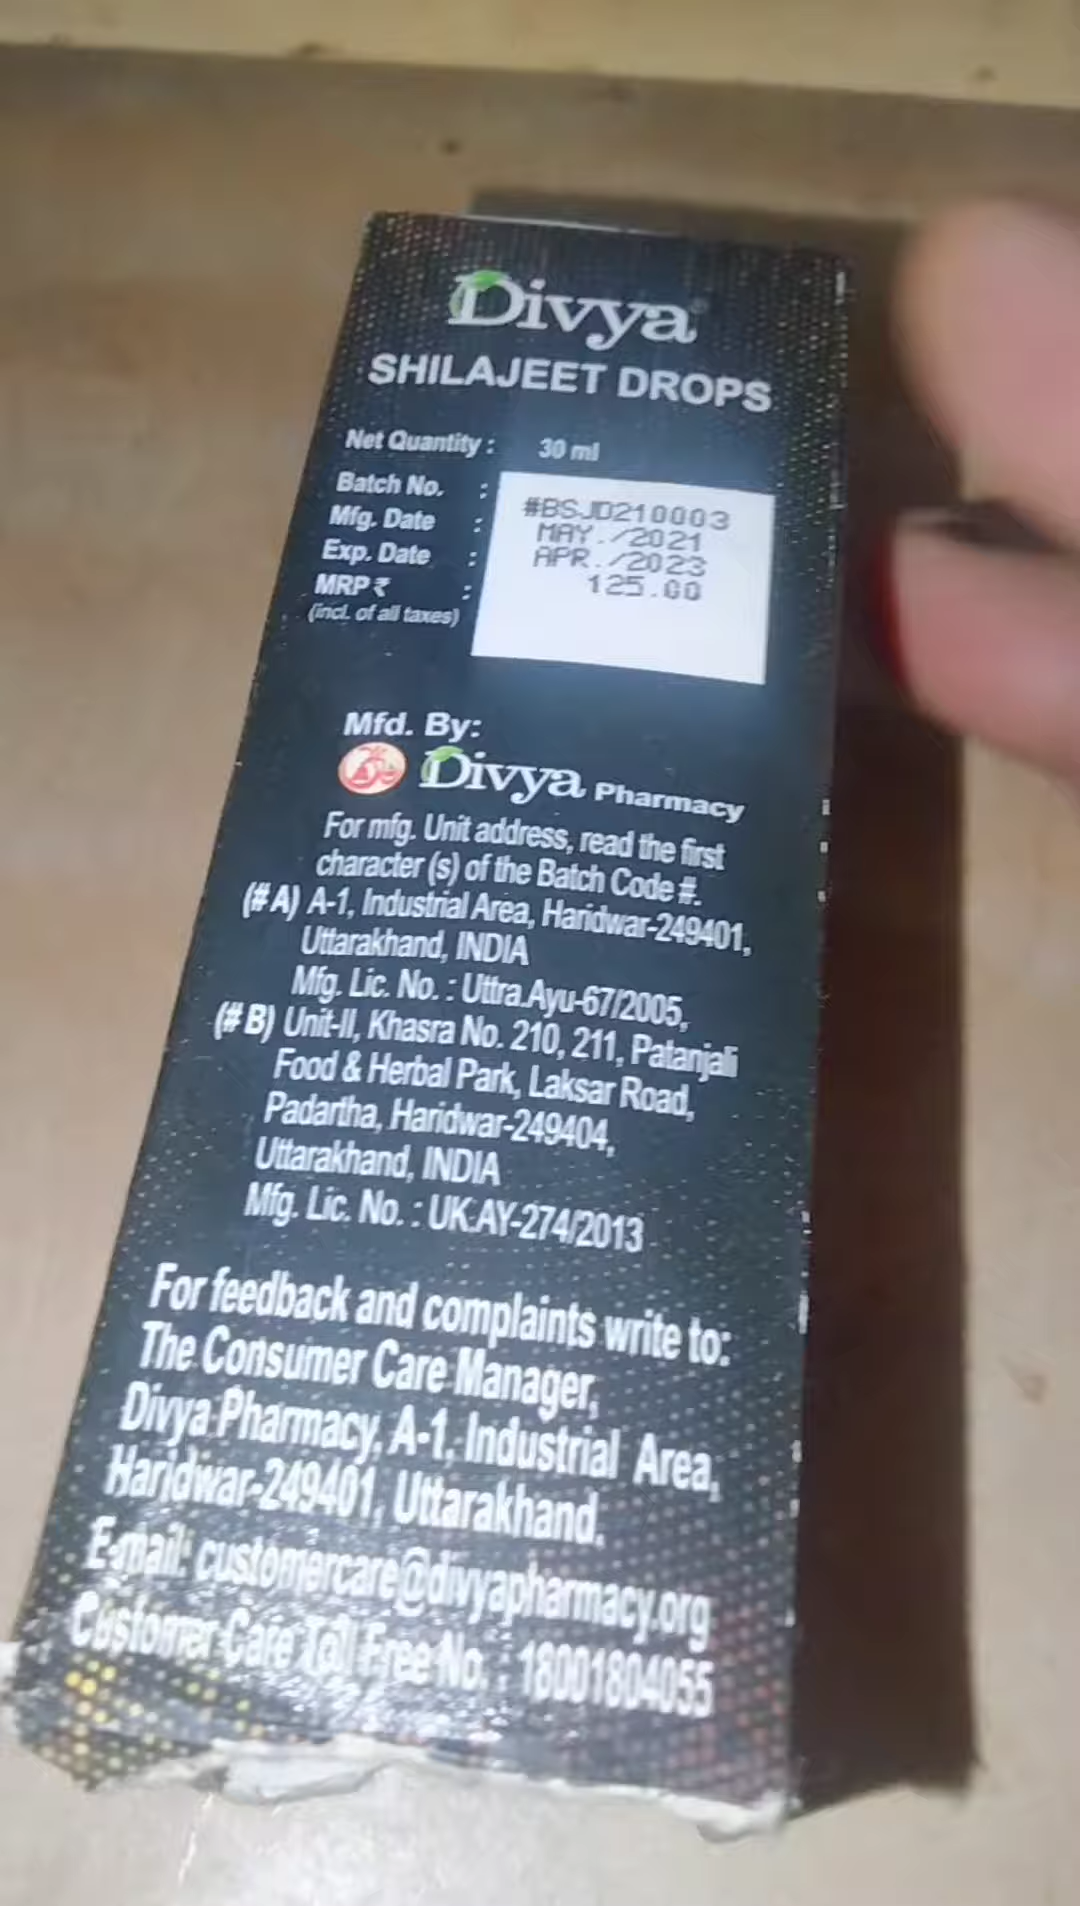 Divya
SHILAJEET DROPS
Net Quantity : 30 ml
Batch No. : #BSJD210003
Mfg. Date : MAY./2021
Exp. Date : APR./2023
MRP ₹ : 125.00
(incl. of all taxes)
Mfd. By:
Divya Pharmacy
For mfg. Unit address, read the first
character (s) of the Batch Code #.
(# A) A-1, Industrial Area, Haridwar-249401,
Uttarakhand, INDIA
Mfg. Lic. No. : Uttra.Ayu-67/2005,
(# B) Unit-II, Khasra No. 210, 211, Patanjali
Food & Herbal Park, Laksar Road,
Padartha, Haridwar-249404,
Uttarakhand, INDIA
Mfg. Lic. No. : UK.AY-274/2013
For feedback and complaints write to:
The Consumer Care Manager,
Divya Pharmacy, A-1, Industrial Area,
Haridwar-249401, Uttarakhand.
E-mail: customercare@divyapharmacy.org
Customer Care Toll Free No. : 18001804055